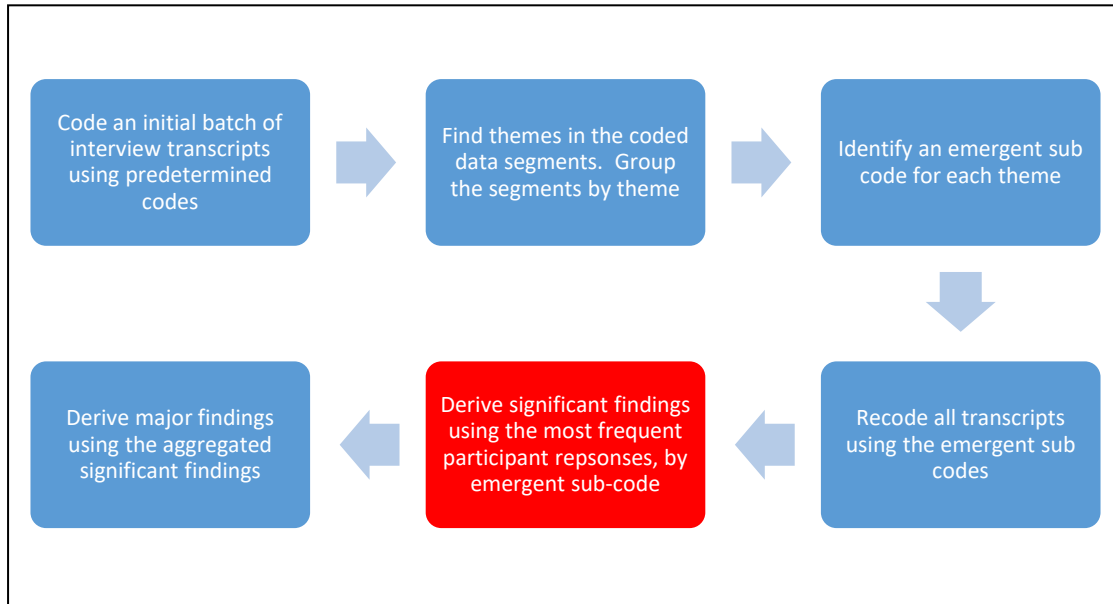 Code an initial batch of
interview transcripts
using predetermined
codes
Find themes in the coded
data segments.  Group
the segments by theme
Identify an emergent sub
code for each theme
Recode all transcripts
using the emergent sub
codes
Derive significant findings
using the most frequent
participant repsonses, by
emergent sub-code
Derive major findings
using the aggregated
significant findings